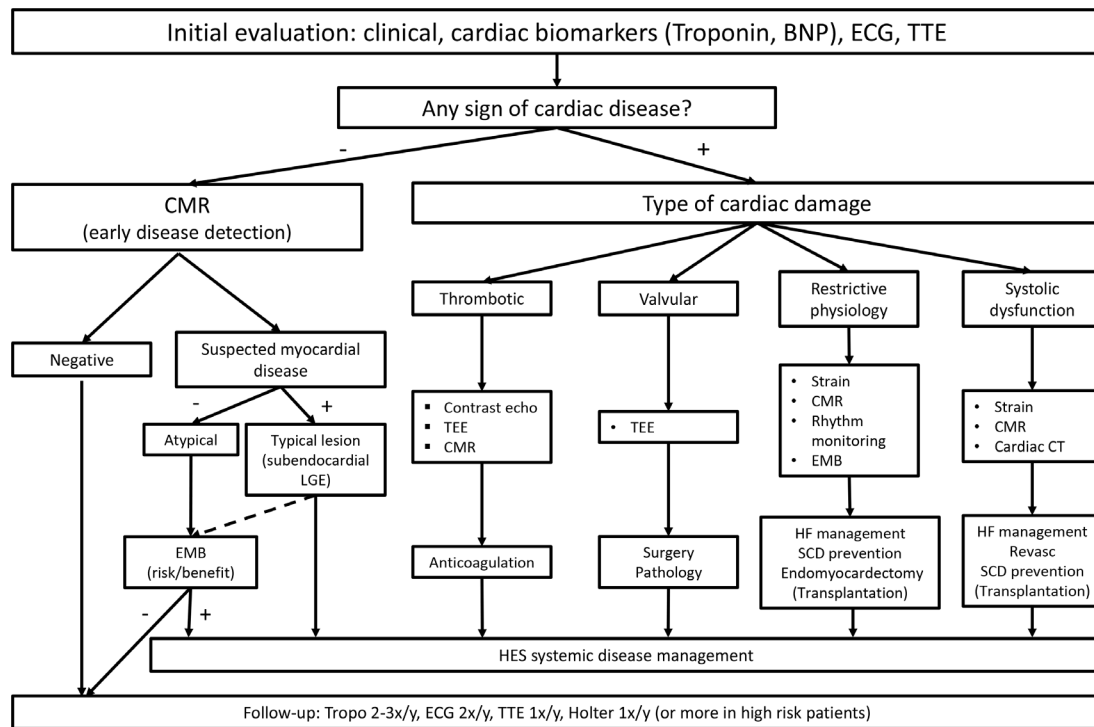 Initial evaluation: clinical, cardiac biomarkers (Troponin, BNP), ECG, TTE
Any sign of cardiac disease?
-
+
CMR
(early disease detection)
Type of cardiac damage
Thrombotic
Valvular
Restrictive
physiology
Systolic
dysfunction
Negative
Suspected myocardial
disease
-
+
Atypical
Typical lesion
(subendocardial
LGE)
▪ Contrast echo
▪ TEE
▪ CMR
• TEE
• Strain
• CMR
• Rhythm
monitoring
• EMB
• Strain
• CMR
• Cardiac CT
EMB
(risk/benefit)
-
+
Anticoagulation
Surgery
Pathology
HF management
SCD prevention
Endomyocardectomy
(Transplantation)
HF management
Revasc
SCD prevention
(Transplantation)
HES systemic disease management
Follow-up: Tropo 2-3x/y, ECG 2x/y, TTE 1x/y, Holter 1x/y (or more in high risk patients)